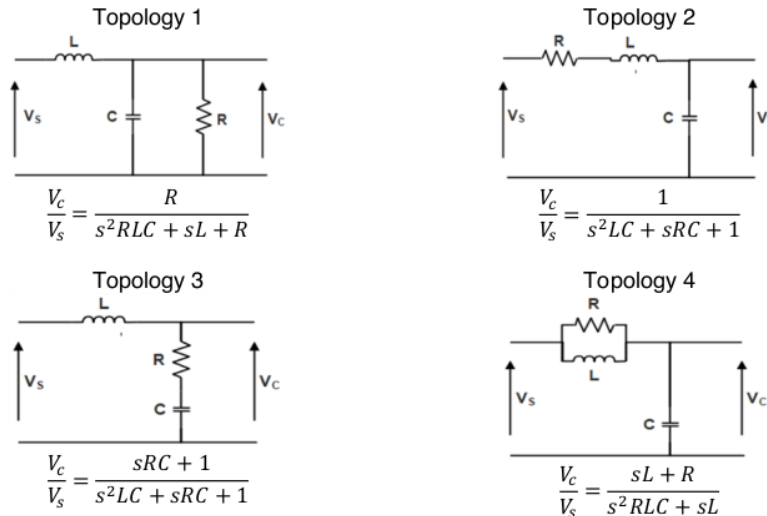 Topology 1
L
Vs
C
R
Vc
Vc/Vs = R/(s²RLC + sL + R)
Topology 2
R
L
Vs
C
V
Vc/Vs = 1/(s²LC + sRC + 1)
Topology 3
L
Vs
R
C
Vc
Vc/Vs = (sRC + 1)/(s²LC + sRC + 1)
Topology 4
R
L
Vs
C
Vc
Vc/Vs = (sL + R)/(s²RLC + sL